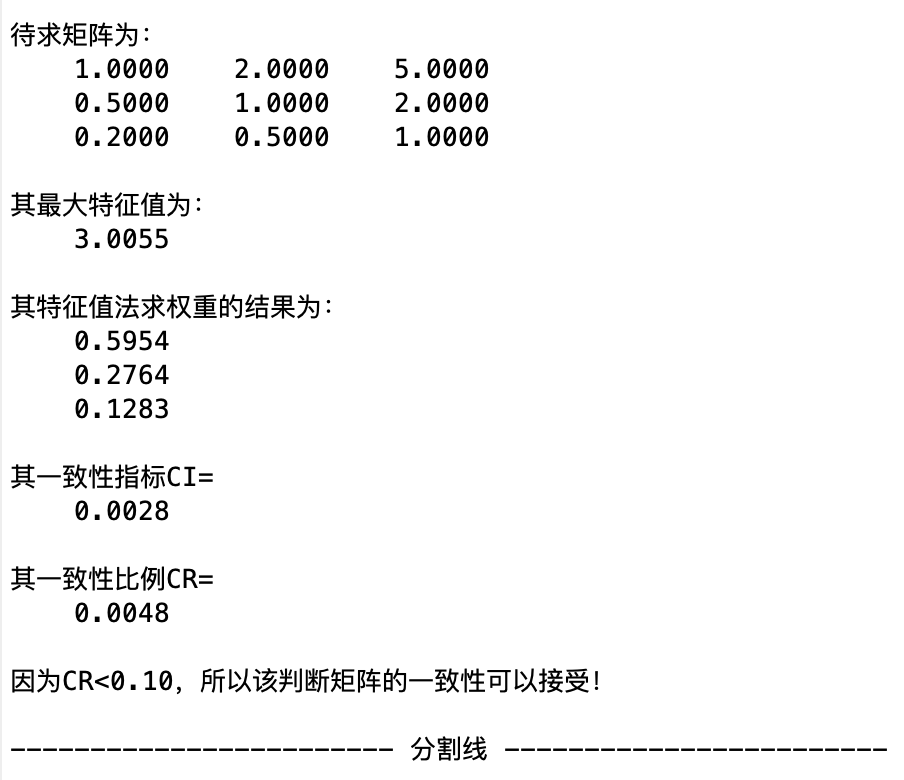 待求矩阵为：
1.0000 2.0000 5.0000
0.5000 1.0000 2.0000
0.2000 0.5000 1.0000
其最大特征值为：
3.0055
其特征值法求权重的结果为：
0.5954
0.2764
0.1283
其一致性指标CI=
0.0028
其一致性比例CR=
0.0048
因为CR<0.10，所以该判断矩阵的一致性可以接受!
------------------------ 分割线 ------------------------